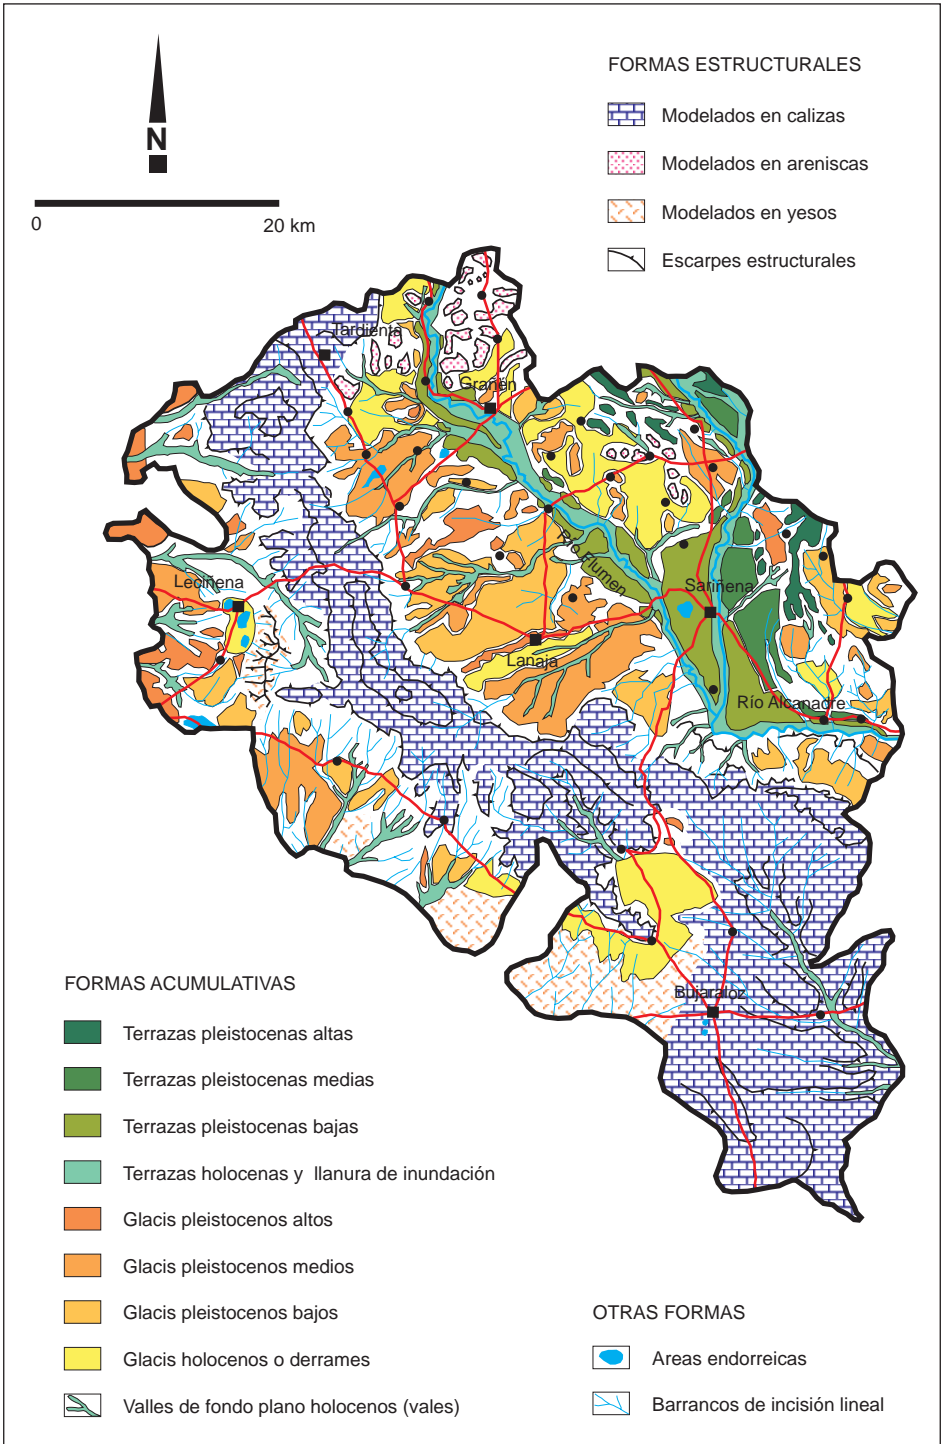 FORMAS ESTRUCTURALES
Modelados en calizas
Modelados en areniscas
Modelados en yesos
Escarpes estructurales
N
0 20 km
Tardienta
Grañén
Río Flumen
Leciñena
Sariñena
Lanaja
Río Alcanadre
Bujaraloz
FORMAS ACUMULATIVAS
Terrazas pleistocenas altas
Terrazas pleistocenas medias
Terrazas pleistocenas bajas
Terrazas holocenas y llanura de inundación
Glacis pleistocenos altos
Glacis pleistocenos medios
Glacis pleistocenos bajos
Glacis holocenos o derrames
Valles de fondo plano holocenos (vales)
OTRAS FORMAS
Areas endorreicas
Barrancos de incisión lineal